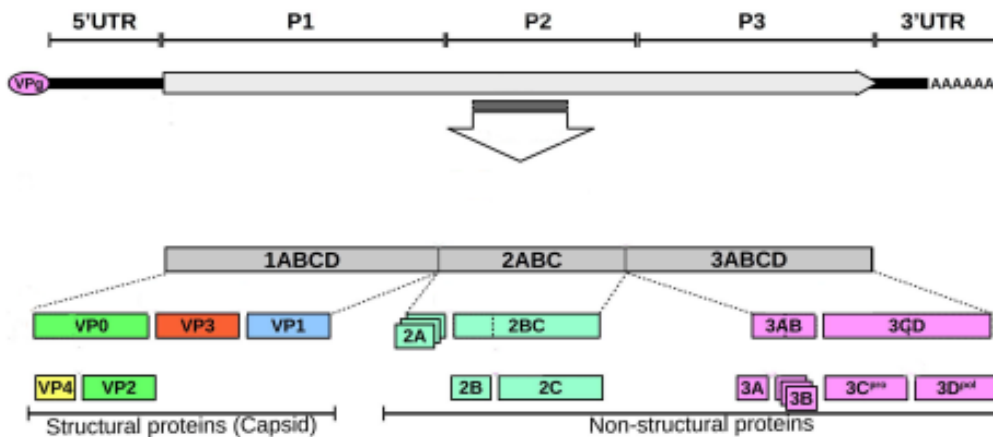 5'UTR P1 P2 P3 3'UTR
VPg AAAAAA
1ABCD 2ABC 3ABCD
VP0 VP3 VP1 2A 2BC 3AB 3CD
VP4 VP2 2B 2C 3A 3B 3Cpro 3Dpol
Structural proteins (Capsid) Non-structural proteins